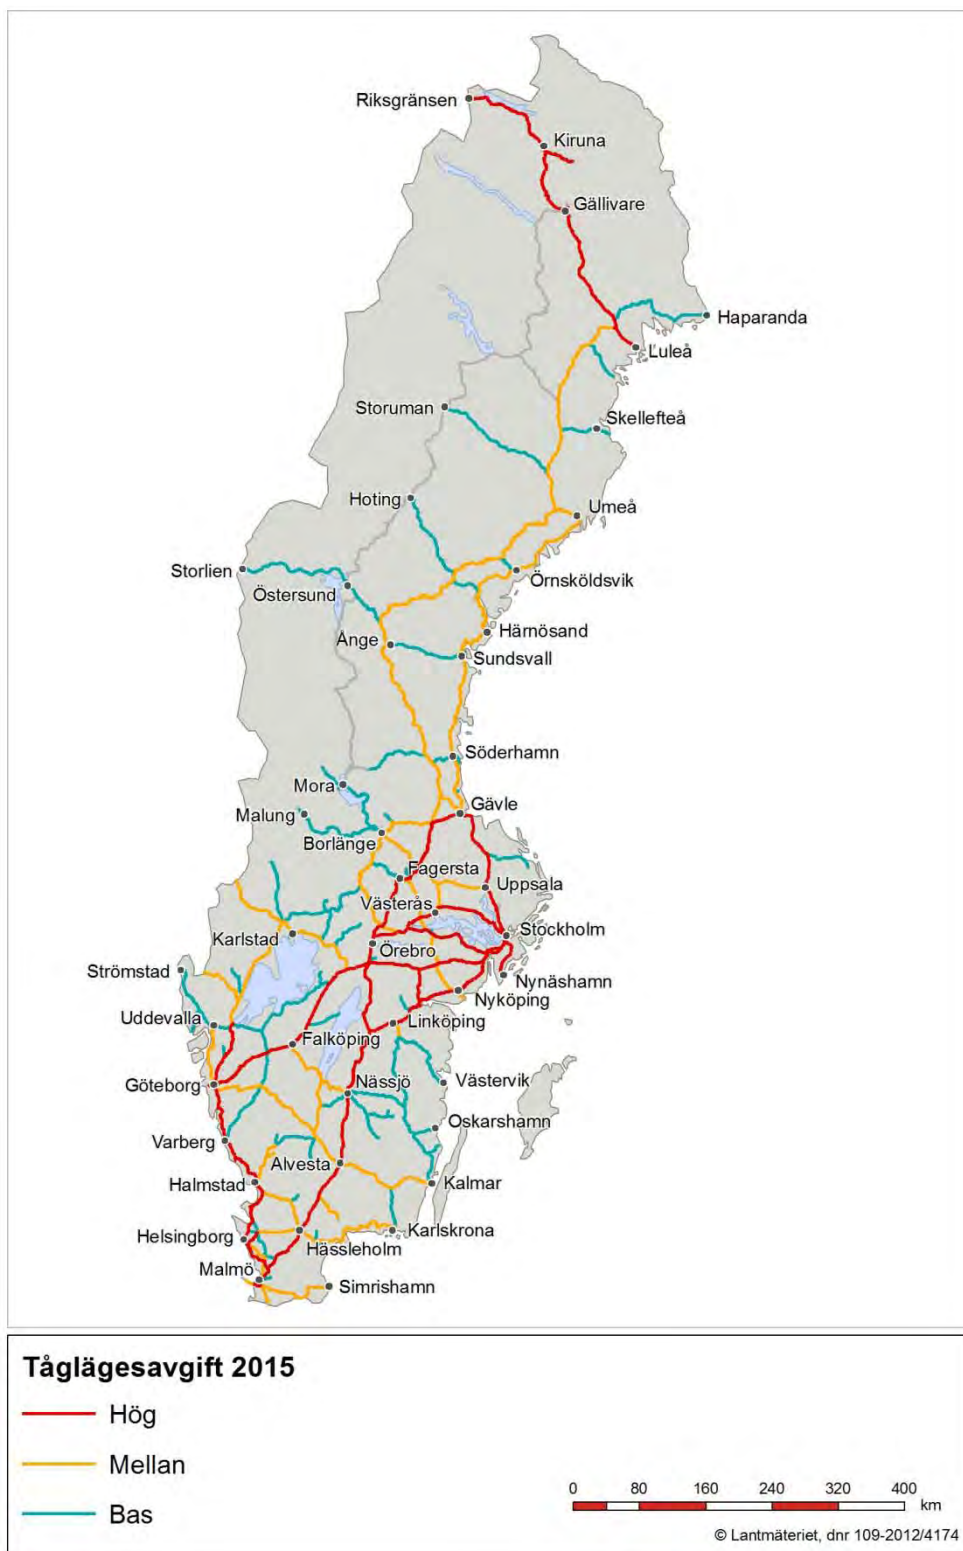 Riksgränsen
Kiruna
Gällivare
Haparanda
Luleå
Storuman
Skellefteå
Hoting
Umeå
Storlien
Östersund
Örnsköldsvik
Härnösand
Ånge
Sundsvall
Söderhamn
Mora
Malung
Gävle
Borlänge
Fagersta
Uppsala
Västerås
Karlstad
Stockholm
Örebro
Strömstad
Nynäshamn
Nyköping
Uddevalla
Linköping
Falköping
Göteborg
Nässjö
Västervik
Oskarshamn
Varberg
Alvesta
Halmstad
Kalmar
Helsingborg
Karlskrona
Hässleholm
Malmö
Simrishamn
Tåglägesavgift 2015
Hög
Mellan
Bas
0 80 160 240 320 400
km
© Lantmäteriet, dnr 109-2012/4174